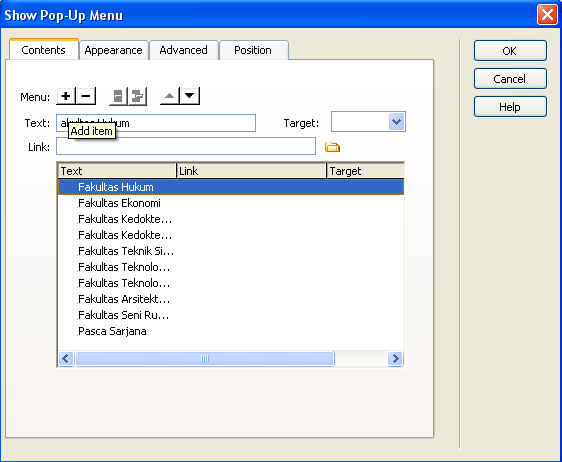 Show Pop-Up Menu
Contents Appearance Advanced Position
OK
Cancel
Help
Menu:
Text: akultas Hukum Target:
Add item
Link:
Text Link Target
Fakultas Hukum
Fakultas Ekonomi
Fakultas Kedokte...
Fakultas Kedokte...
Fakultas Teknik Si...
Fakultas Teknolo...
Fakultas Teknolo...
Fakultas Arsitekt...
Fakultas Seni Ru...
Pasca Sarjana